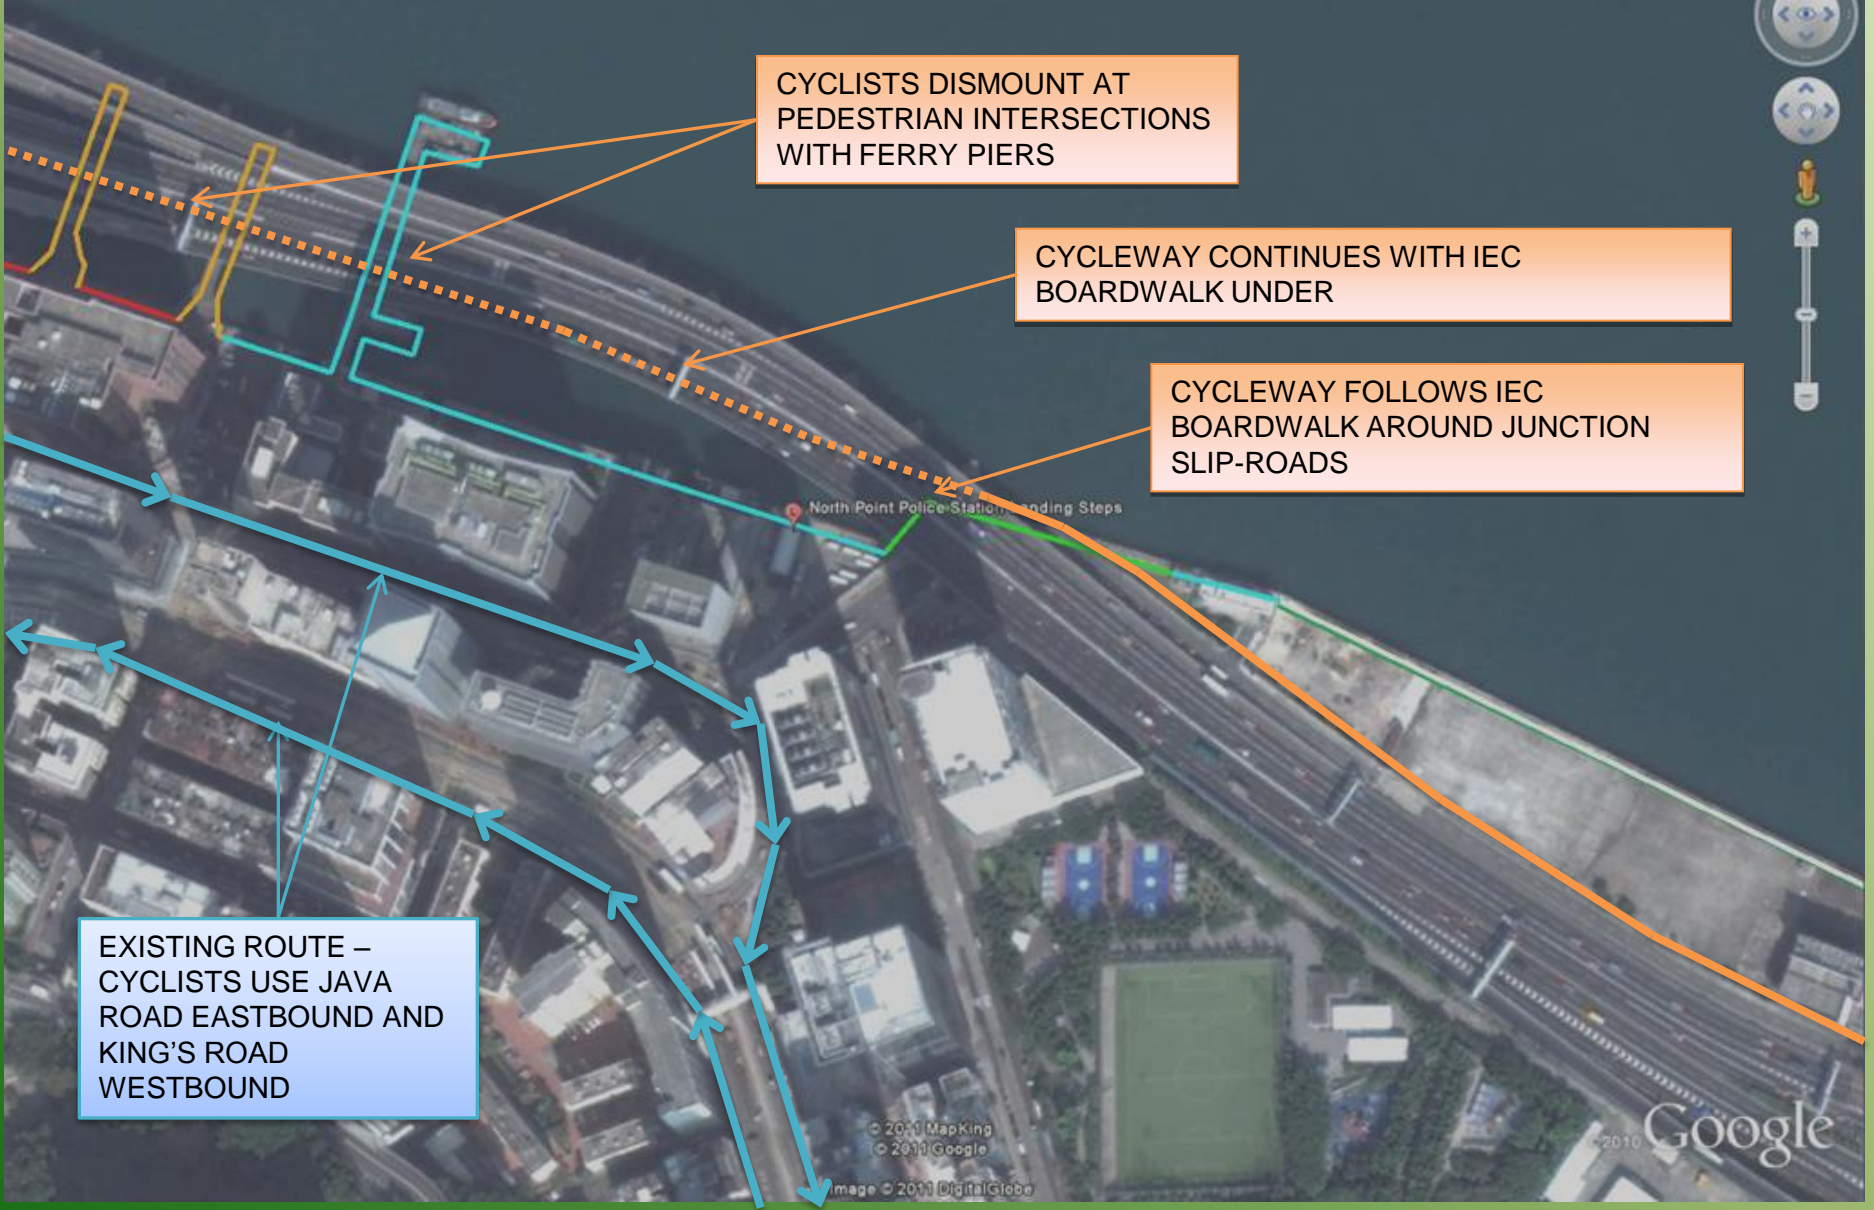 CYCLISTS DISMOUNT AT
PEDESTRIAN INTERSECTIONS
WITH FERRY PIERS
CYCLEWAY CONTINUES WITH IEC
BOARDWALK UNDER
CYCLEWAY FOLLOWS IEC
BOARDWALK AROUND JUNCTION
SLIP-ROADS
North Point Police Station Landing Steps
EXISTING ROUTE –
CYCLISTS USE JAVA
ROAD EASTBOUND AND
KING'S ROAD
WESTBOUND
© 2011 MapKing
© 2011 Google
Image © 2011 DigitalGlobe
2010 Google